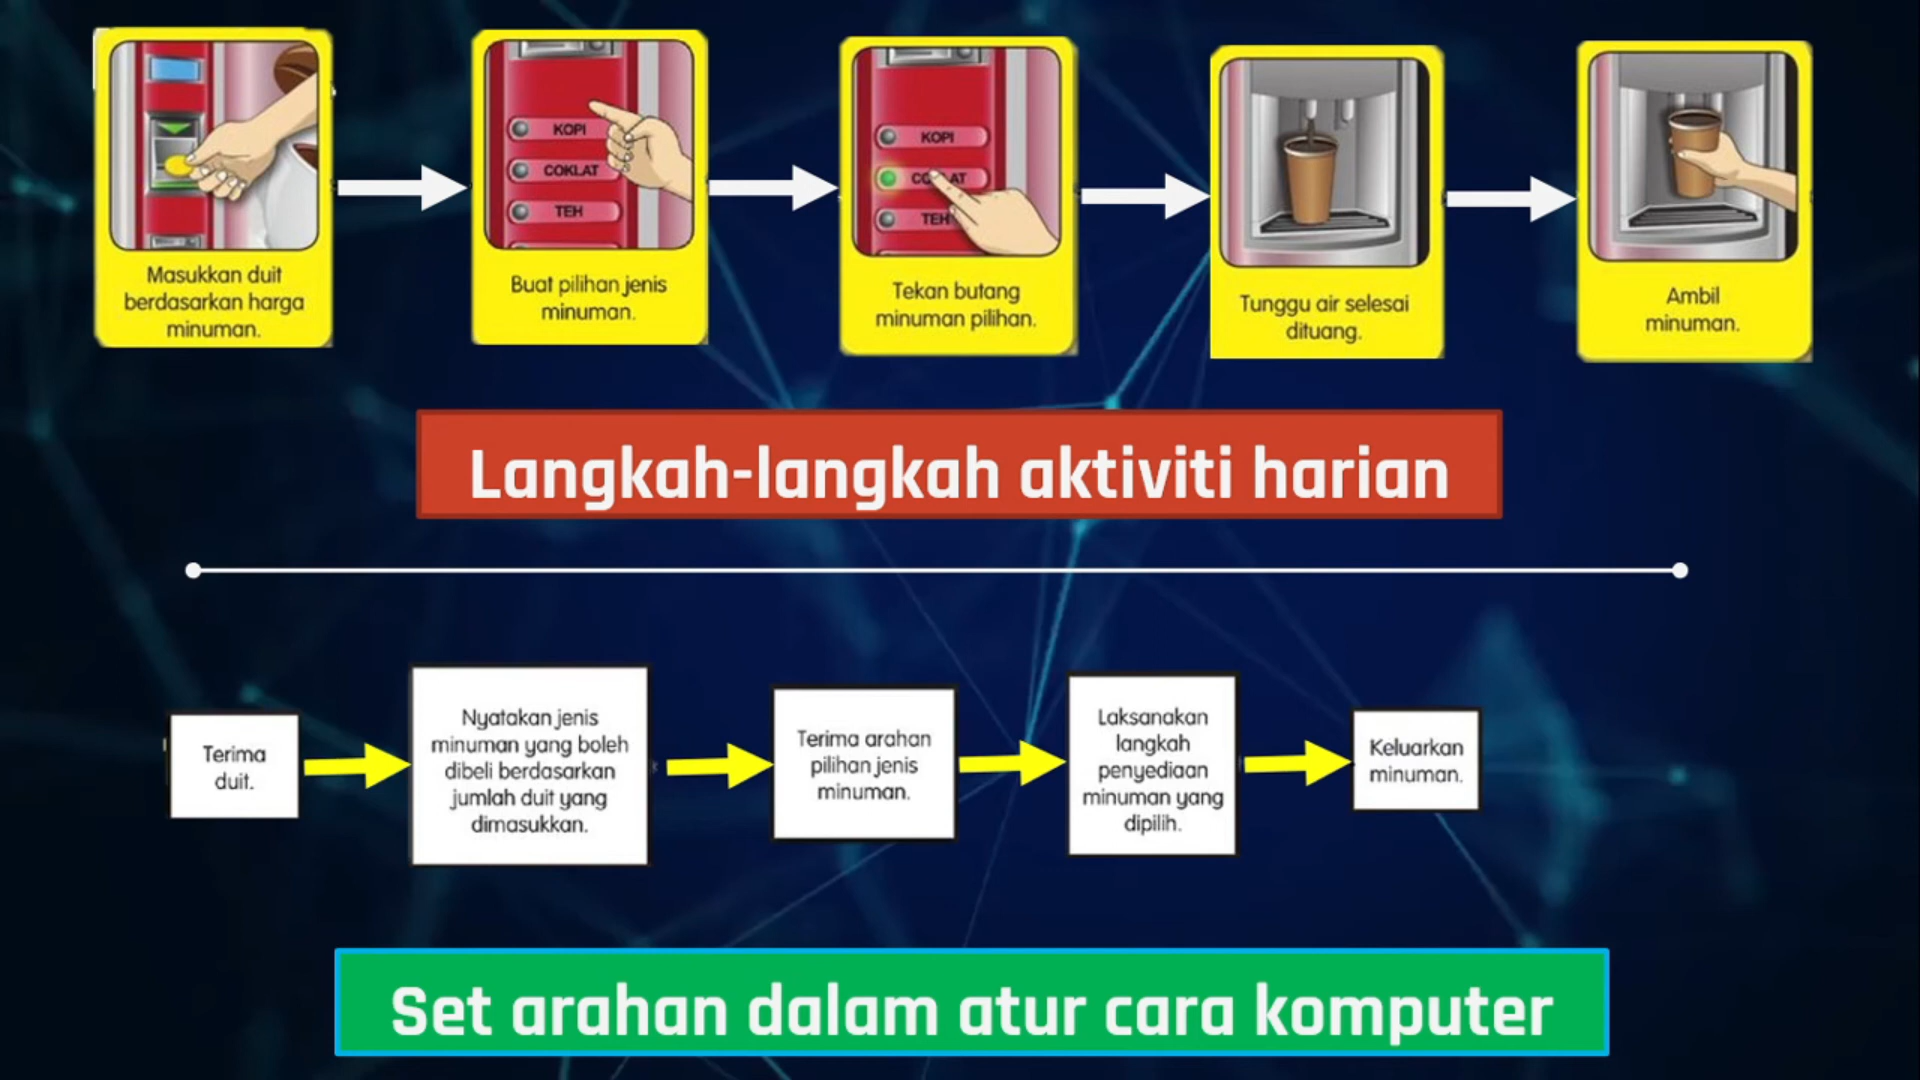 KOPI
COKLAT
TEH
KOPI
TEH
Masukkan duit
berdasarkan harga
minuman.
Buat pilihan jenis
minuman.
Tekan butang
minuman pilihan.
Tunggu air selesai
dituang.
Ambil
minuman.
Langkah-langkah aktiviti harian
Terima
duit.
Nyatakan jenis
minuman yang boleh
dibeli berdasarkan
jumlah duit yang
dimasukkan.
Terima arahan
pilihan jenis
minuman.
Laksanakan
langkah
penyediaan
minuman yang
dipilih.
Keluarkan
minuman.
Set arahan dalam atur cara komputer